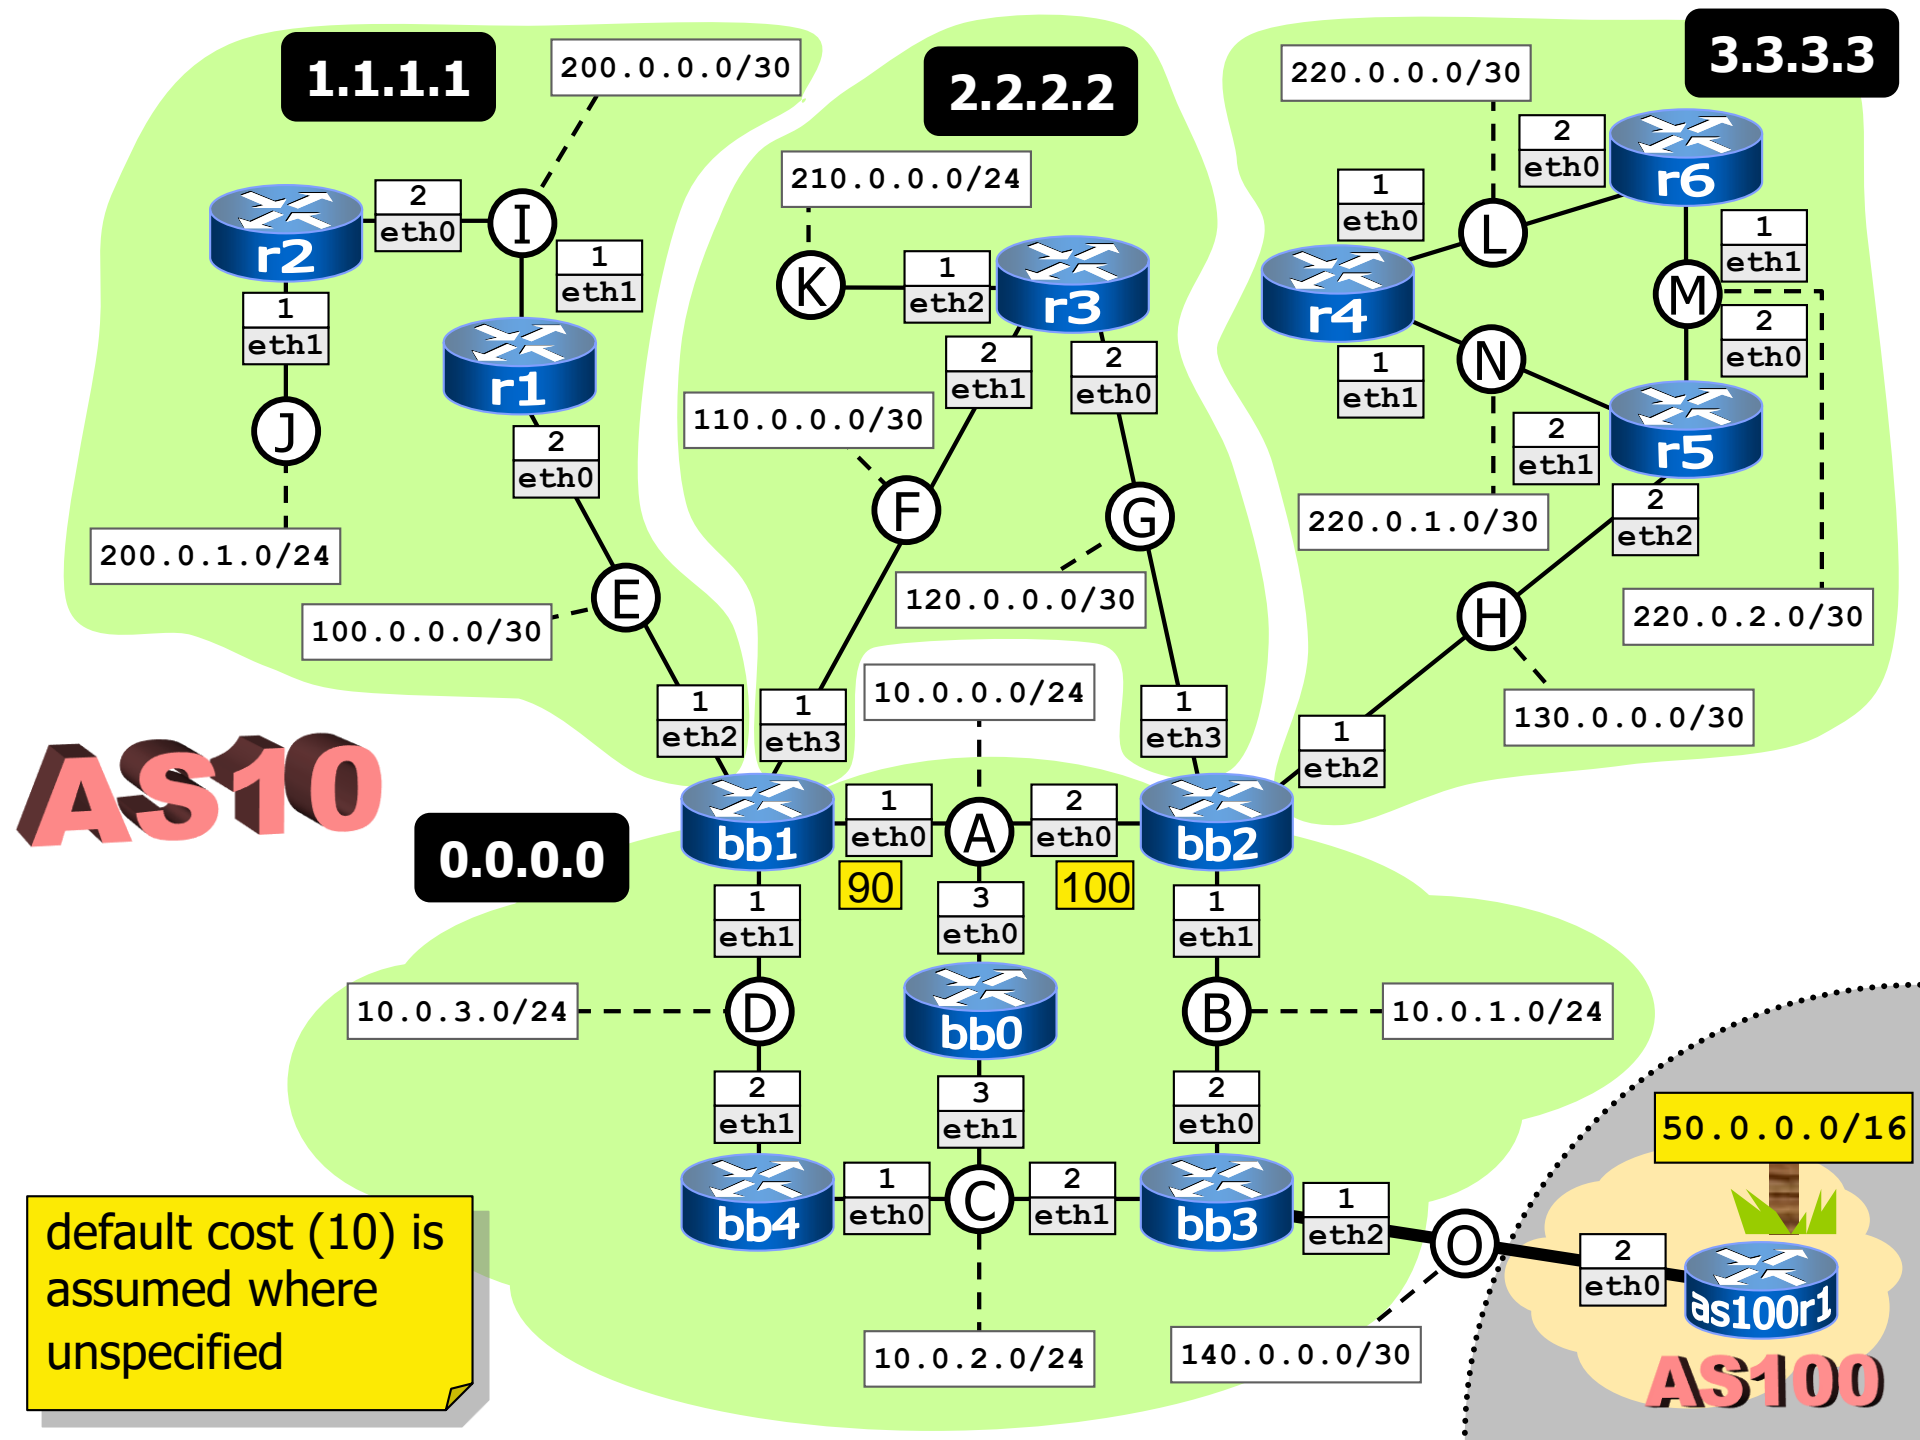 1.1.1.1
200.0.0.0/30
2.2.2.2
220.0.0.0/30
3.3.3.3
210.0.0.0/24
r2
2
eth0
I
1
eth1
1
eth1
r1
J
2
eth0
200.0.1.0/24
100.0.0.0/30
E
1
eth2
K
1
eth2
r3
2
eth1
2
eth0
110.0.0.0/30
F
G
120.0.0.0/30
1
eth3
1
eth3
2
eth0
r6
1
eth0
L
1
eth1
M
r4
2
eth0
N
1
eth1
2
eth1
r5
2
eth2
220.0.1.0/30
H
220.0.2.0/30
130.0.0.0/30
1
eth2
10.0.0.0/24
AS10
0.0.0.0
bb1
1
eth0
A
2
eth0
bb2
90
100
1
eth1
3
eth0
1
eth1
10.0.3.0/24
D
bb0
B
10.0.1.0/24
2
eth1
3
eth1
2
eth0
bb4
1
eth0
C
2
eth1
bb3
1
eth2
O
2
eth0
as100r1
50.0.0.0/16
AS100
10.0.2.0/24
140.0.0.0/30
default cost (10) is
assumed where
unspecified